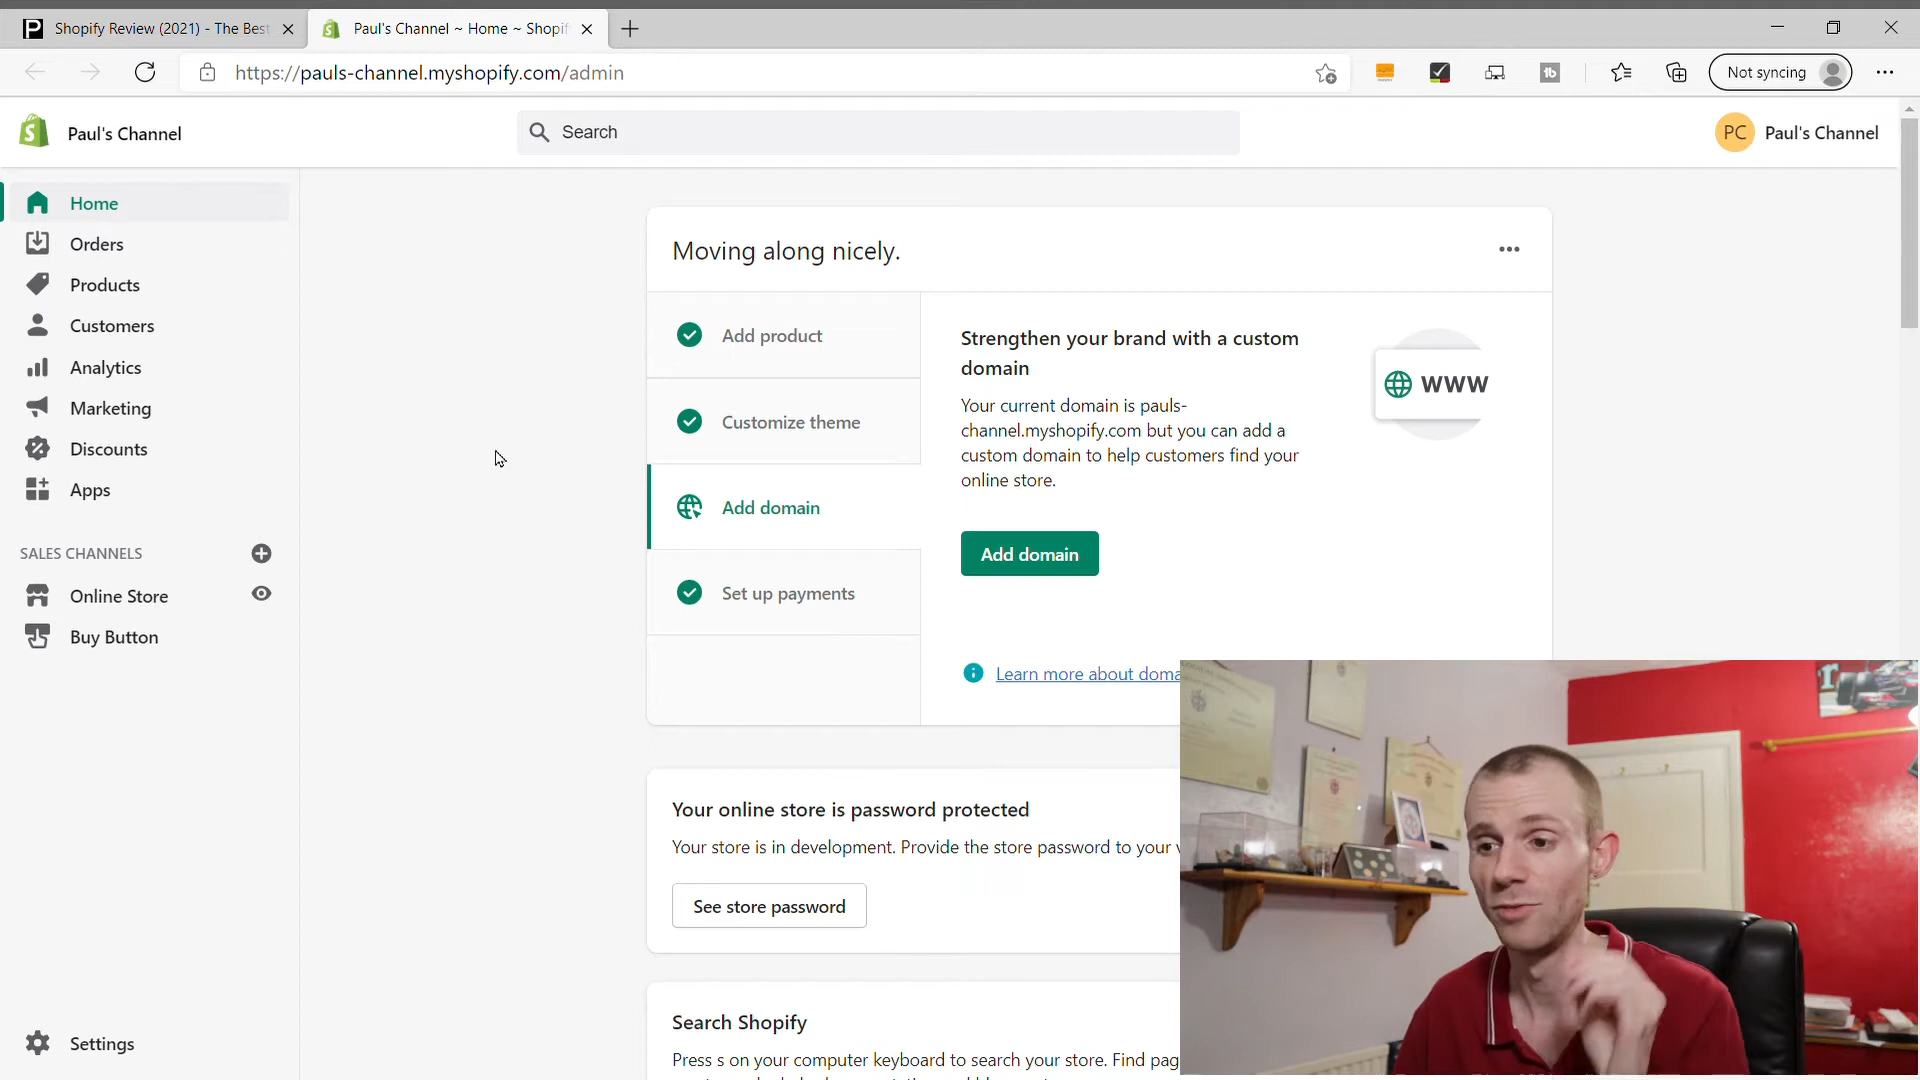 Shopify Review (2021) - The Best
Paul's Channel ~ Home ~ Shopif
https://pauls-channel.myshopify.com/admin
Not syncing
Paul's Channel
Search
PC
Paul's Channel
Home
Orders
Products
Customers
Analytics
Marketing
Discounts
Apps
SALES CHANNELS
Online Store
Buy Button
Settings
Moving along nicely.
Add product
Customize theme
Add domain
Set up payments
Strengthen your brand with a custom
domain
Your current domain is pauls-
channel.myshopify.com but you can add a
custom domain to help customers find your
online store.
Add domain
WWW
Learn more about doma
Your online store is password protected
Your store is in development. Provide the store password to your v
See store password
Search Shopify
Press s on your computer keyboard to search your store. Find pag